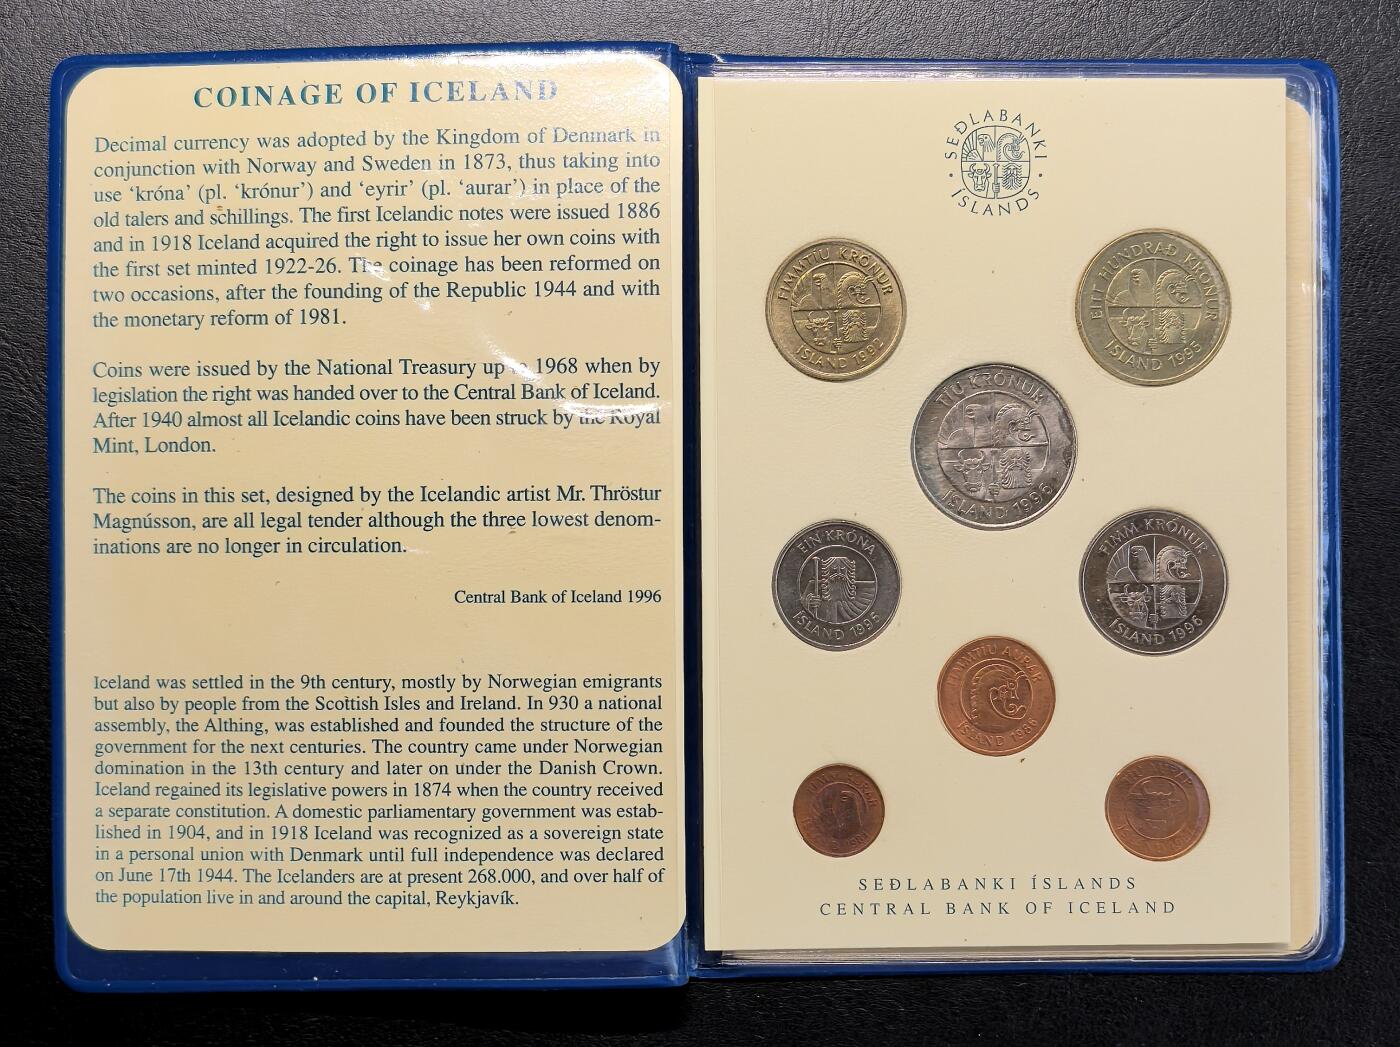 COINAGE OF ICELAND
Decimal currency was adopted by the Kingdom of Denmark in
conjunction with Norway and Sweden in 1873, thus taking into
use ‘króna’ (pl. ‘krónur’) and ‘eyrir’ (pl. ‘aurar’) in place of the
old talers and schillings. The first Icelandic notes were issued 1886
and in 1918 Iceland acquired the right to issue her own coins with
the first set minted 1922-26. The coinage has been reformed on
two occasions, after the founding of the Republic 1944 and with
the monetary reform of 1981.
Coins were issued by the National Treasury up to 1968 when by
legislation the right was handed over to the Central Bank of Iceland.
After 1940 almost all Icelandic coins have been struck by the Royal
Mint, London.
The coins in this set, designed by the Icelandic artist Mr. Thröstur
Magnússon, are all legal tender although the three lowest denom-
inations are no longer in circulation.
Central Bank of Iceland 1996
Iceland was settled in the 9th century, mostly by Norwegian emigrants
but also by people from the Scottish Isles and Ireland. In 930 a national
assembly, the Althing, was established and founded the structure of the
government for the next centuries. The country came under Norwegian
domination in the 13th century and later on under the Danish Crown.
Iceland regained its legislative powers in 1874 when the country received
a separate constitution. A domestic parliamentary government was estab-
lished in 1904, and in 1918 Iceland was recognized as a sovereign state
in a personal union with Denmark until full independence was declared
on June 17th 1944. The Icelanders are at present 268.000, and over half of
the population live in and around the capital, Reykjavík.
· SEÐLABANKI ·
ÍSLANDS
FIMMTÍU KRÓNUR
ÍSLAND 1992
EITT HUNDRAÐ KRÓNUR
ÍSLAND 1995
TÍU KRÓNUR
ÍSLAND 1996
EIN KRÓNA
ÍSLAND 1996
FIMM KRÓNUR
ÍSLAND 1996
FIMMTÍU AURAR
ÍSLAND 1986
AURAR
SEÐLABANKI ÍSLANDS
CENTRAL BANK OF ICELAND